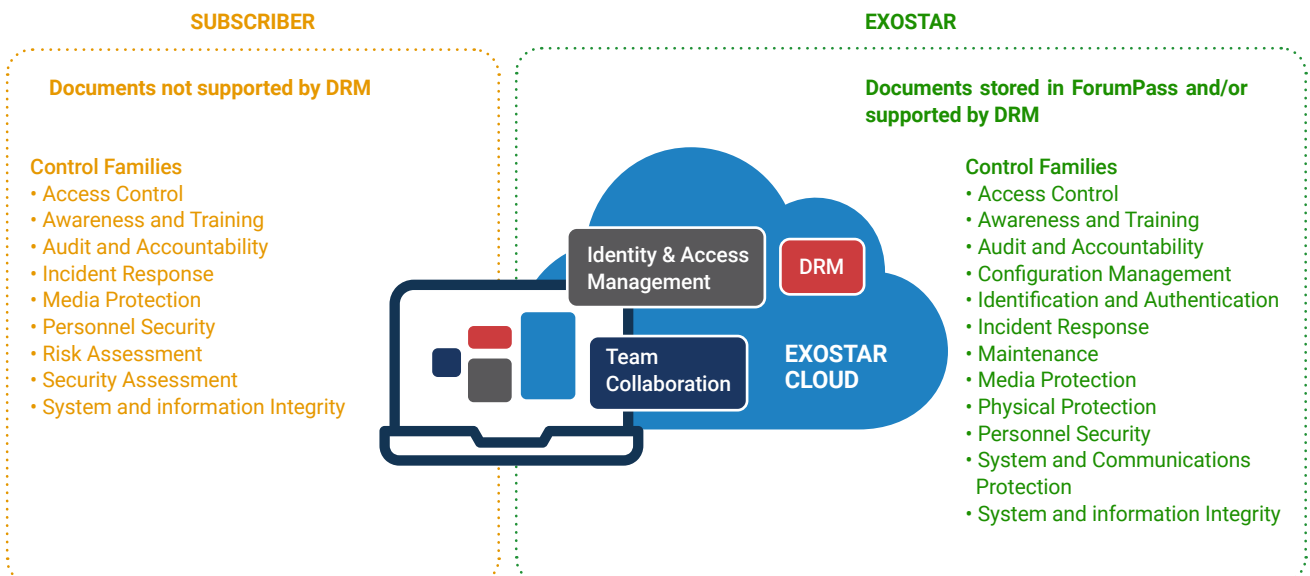 SUBSCRIBER
Documents not supported by DRM
Control Families
• Access Control
• Awareness and Training
• Audit and Accountability
• Incident Response
• Media Protection
• Personnel Security
• Risk Assessment
• Security Assessment
• System and information Integrity
Identity & Access
Management
DRM
Team
Collaboration
EXOSTAR
CLOUD
EXOSTAR
Documents stored in ForumPass and/or
supported by DRM
Control Families
• Access Control
• Awareness and Training
• Audit and Accountability
• Configuration Management
• Identification and Authentication
• Incident Response
• Maintenance
• Media Protection
• Physical Protection
• Personnel Security
• System and Communications
Protection
• System and information Integrity